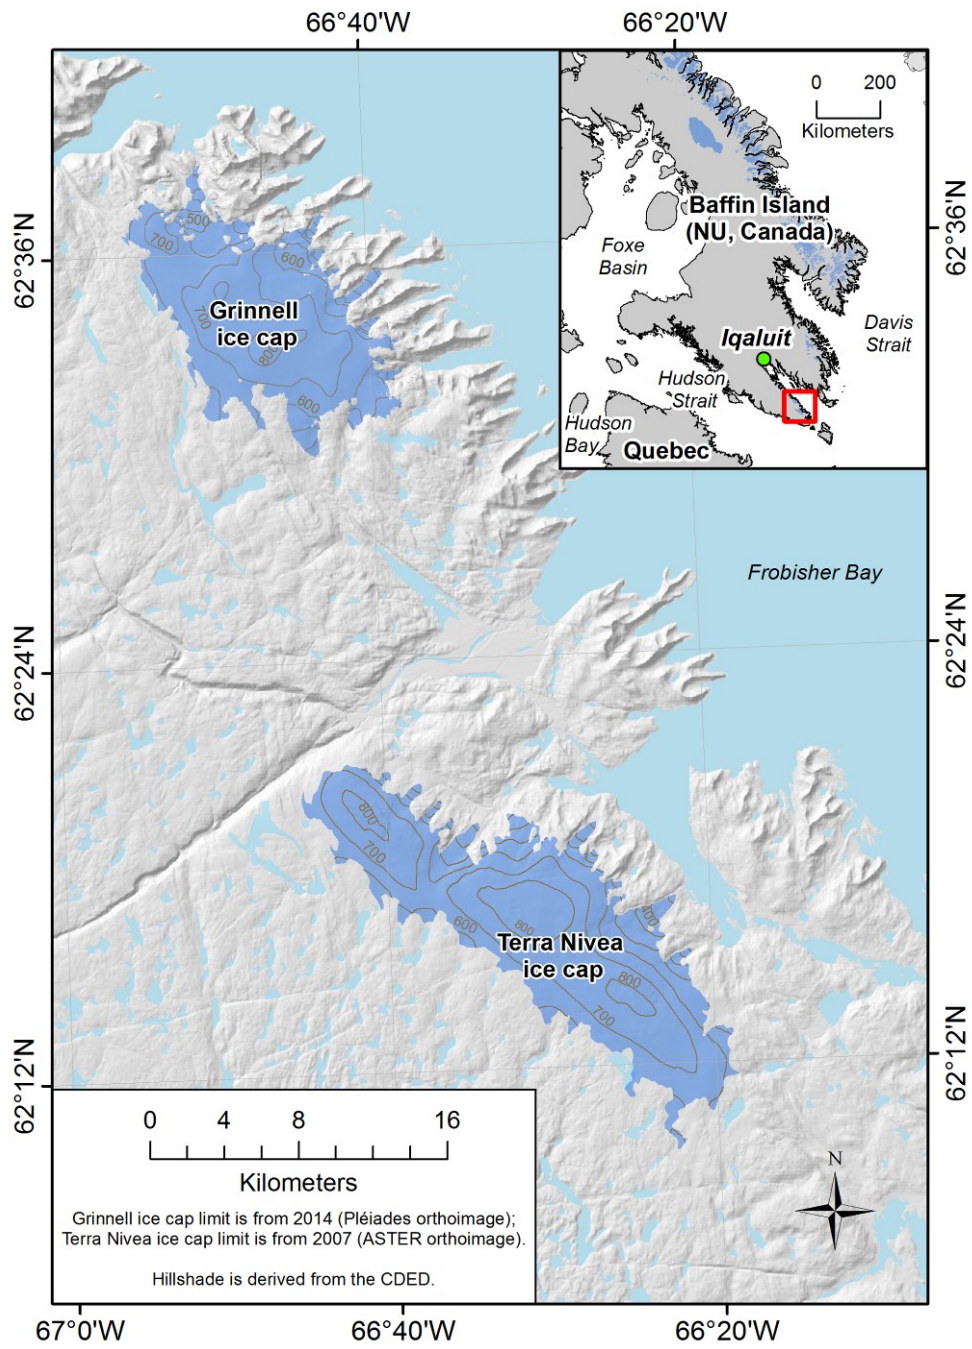 66°40'W
66°20'W
0
200
Kilometers
Baffin Island
(NU, Canada)
62°36'N
62°36'N
Foxe
Basin
500
700
600
Grinnell
ice cap
700
800
Iqaluit
Davis
Strait
Hudson
Strait
600
Hudson
Bay
Quebec
Frobisher Bay
62°24'N
62°24'N
800
700
600
800
Terra Nivea
ice cap
800
700
62°12'N
62°12'N
0
4
8
16
Kilometers
Grinnell ice cap limit is from 2014 (Pléiades orthoimage);
Terra Nivea ice cap limit is from 2007 (ASTER orthoimage).
Hillshade is derived from the CDED.
N
67°0'W
66°40'W
66°20'W